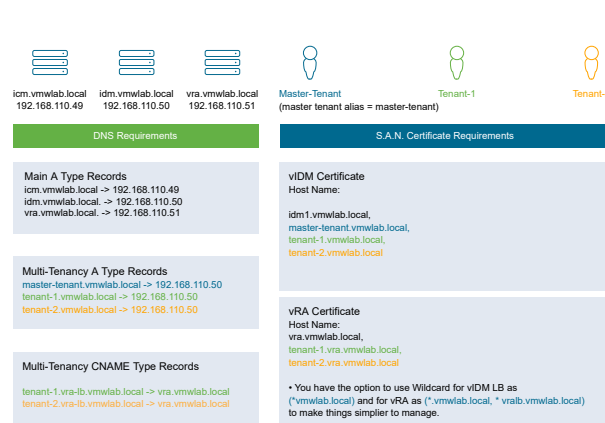 icm.vmwlab.local
192.168.110.49
idm.vmwlab.local
192.168.110.50
vra.vmwlab.local
192.168.110.51
Master-Tenant
(master tenant alias = master-tenant)
Tenant-1
Tenant-
DNS Requirements
Main A Type Records
icm.vmwlab.local -> 192.168.110.49
idm.vmwlab.local. -> 192.168.110.50
vra.vmwlab.local. -> 192.168.110.51
Multi-Tenancy A Type Records
master-tenant.vmwlab.local -> 192.168.110.50
tenant-1.vmwlab.local -> 192.168.110.50
tenant-2.vmwlab.local -> 192.168.110.50
Multi-Tenancy CNAME Type Records
tenant-1.vra-lb.vmwlab.local -> vra.vmwlab.local
tenant-2.vra-lb.vmwlab.local -> vra.vmwlab.local
S.A.N. Certificate Requirements
vIDM Certificate
Host Name:
idm1.vmwlab.local,
master-tenant.vmwlab.local,
tenant-1.vmwlab.local,
tenant-2.vmwlab.local
vRA Certificate
Host Name:
vra.vmwlab.local,
tenant-1.vra.vmwlab.local,
tenant-2.vra.vmwlab.local
• You have the option to use Wildcard for vIDM LB as
(*vmwlab.local) and for vRA as (*.vmwlab.local, * vralb.vmwlab.local)
to make things simplier to manage.